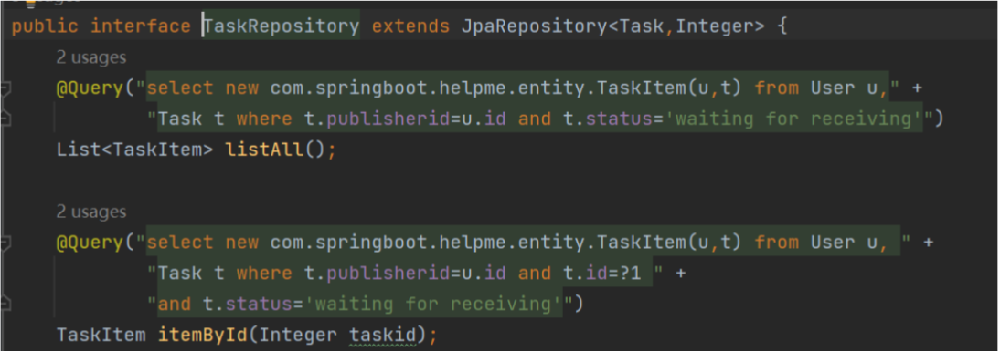 public interface TaskRepository extends JpaRepository<Task,Integer> {
2 usages
@Query("select new com.springboot.helpme.entity.TaskItem(u,t) from User u," +
"Task t where t.publisherid=u.id and t.status='waiting for receiving'")
List<TaskItem> listAll();
2 usages
@Query("select new com.springboot.helpme.entity.TaskItem(u,t) from User u, " +
"Task t where t.publisherid=u.id and t.id=?1 " +
"and t.status='waiting for receiving'")
TaskItem itemById(Integer taskid);